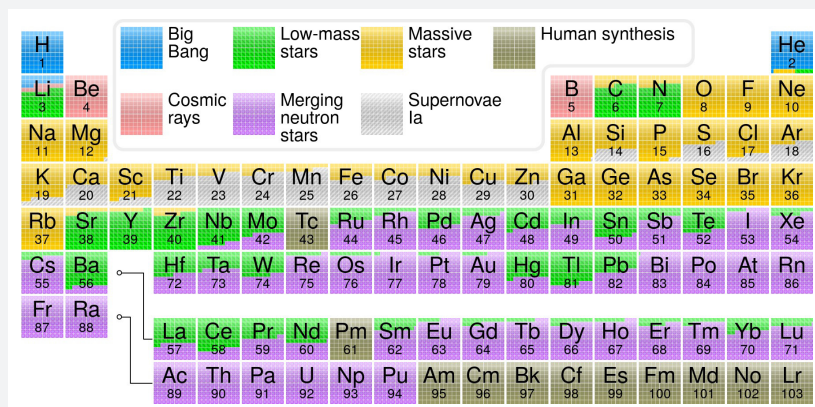 Big
Bang
Low-mass
stars
Massive
stars
Human synthesis
Cosmic
rays
Merging
neutron
stars
Supernovae
Ia
H He
1 2
Li Be B C N O F Ne
3 4 5 6 7 8 9 10
Na Mg Al Si P S Cl Ar
11 12 13 14 15 16 17 18
K Ca Sc Ti V Cr Mn Fe Co Ni Cu Zn Ga Ge As Se Br Kr
19 20 21 22 23 24 25 26 27 28 29 30 31 32 33 34 35 36
Rb Sr Y Zr Nb Mo Tc Ru Rh Pd Ag Cd In Sn Sb Te I Xe
37 38 39 40 41 42 43 44 45 46 47 48 49 50 51 52 53 54
Cs Ba Hf Ta W Re Os Ir Pt Au Hg Tl Pb Bi Po At Rn
55 56 72 73 74 75 76 77 78 79 80 81 82 83 84 85 86
Fr Ra
87 88
La Ce Pr Nd Pm Sm Eu Gd Tb Dy Ho Er Tm Yb Lu
57 58 59 60 61 62 63 64 65 66 67 68 69 70 71
Ac Th Pa U Np Pu Am Cm Bk Cf Es Fm Md No Lr
89 90 91 92 93 94 95 96 97 98 99 100 101 102 103